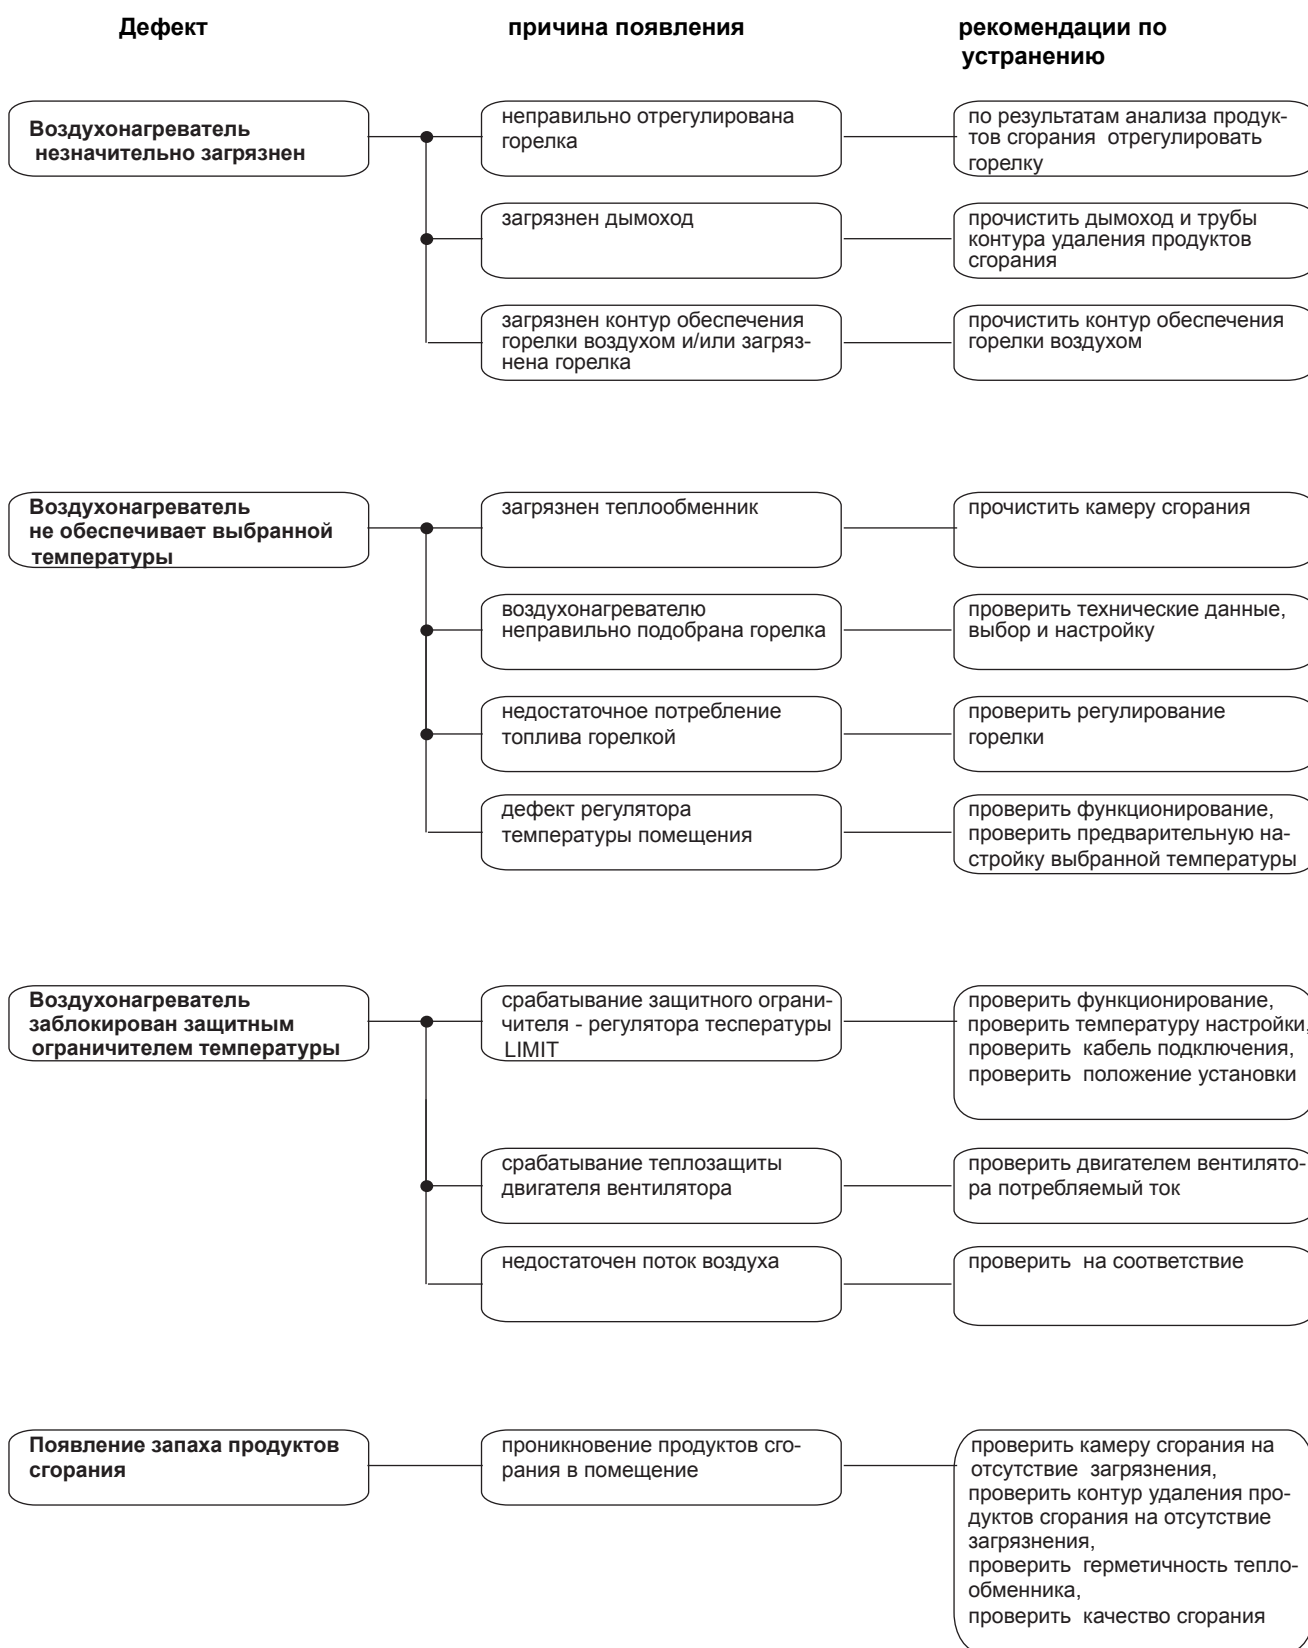 Дефект
причина появления
рекомендации по
устранению
Воздухонагреватель
незначительно загрязнен
неправильно отрегулирована
горелка
по результатам анализа продук-
тов сгорания отрегулировать
горелку
загрязнен дымоход
прочистить дымоход и трубы
контура удаления продуктов
сгорания
загрязнен контур обеспечения
горелки воздухом и/или загряз-
нена горелка
прочистить контур обеспечения
горелки воздухом
Воздухонагреватель
не обеспечивает выбранной
температуры
загрязнен теплообменник
прочистить камеру сгорания
воздухонагревателю
неправильно подобрана горелка
проверить технические данные,
выбор и настройку
недостаточное потребление
топлива горелкой
проверить регулирование
горелки
дефект регулятора
температуры помещения
проверить функционирование,
проверить предварительную на-
стройку выбранной температуры
Воздухонагреватель
заблокирован защитным
ограничителем температуры
срабатывание защитного ограни-
чителя - регулятора теспературы
LIMIT
проверить функционирование,
проверить температуру настройки,
проверить кабель подключения,
проверить положение установки
срабатывание теплозащиты
двигателя вентилятора
проверить двигателем вентилято-
ра потребляемый ток
недостаточен поток воздуха
проверить на соответствие
Появление запаха продуктов
сгорания
проникновение продуктов сго-
рания в помещение
проверить камеру сгорания на
отсутствие загрязнения,
проверить контур удаления про-
дуктов сгорания на отсутствие
загрязнения,
проверить герметичность тепло-
обменника,
проверить качество сгорания